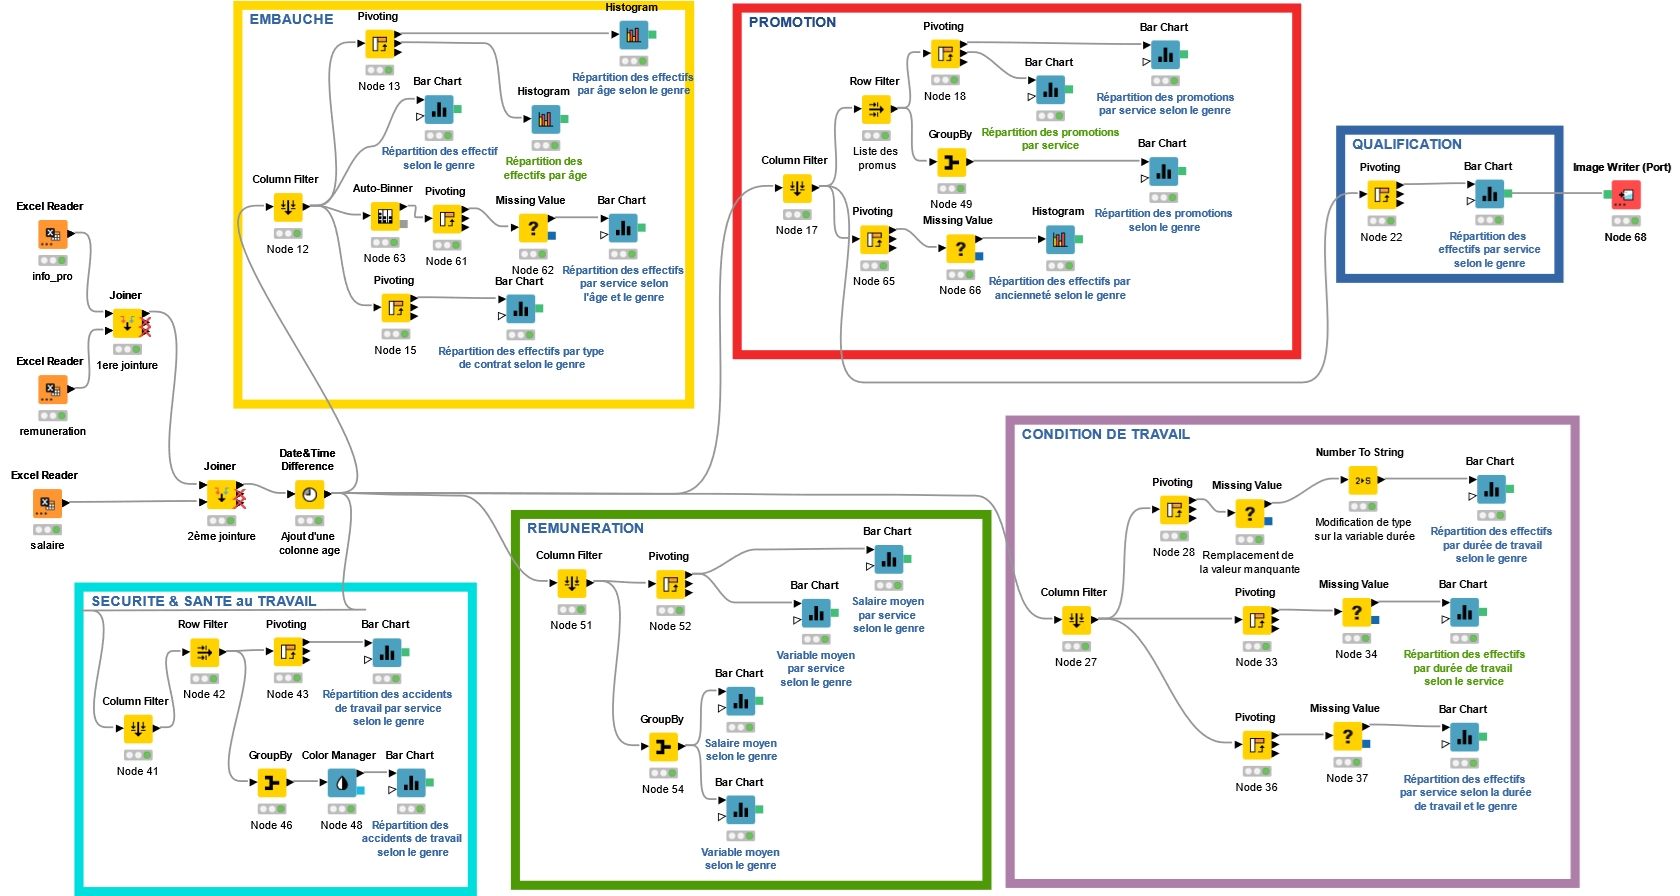 Excel Reader
info_pro
Excel Reader
remuneration
Excel Reader
salaire
Joiner
1ere jointure
Joiner
2ème jointure
Date&Time
Difference
Ajout d'une
colonne age
EMBAUCHE
Column Filter
Node 12
Pivoting
Node 13
Histogram
Répartition des effectifs
par âge selon le genre
Bar Chart
Répartition des effectif
selon le genre
Histogram
Répartition des
effectifs par âge
Auto-Binner
Node 63
Pivoting
Node 61
Missing Value
?
Node 62
Bar Chart
Répartition des effectifs
par service selon
l'âge et le genre
Pivoting
Node 15
Bar Chart
Répartition des effectifs par type
de contrat selon le genre
PROMOTION
Column Filter
Node 17
Row Filter
Liste des
promus
Pivoting
Node 18
Bar Chart
Répartition des promotions
par service selon le genre
Bar Chart
Répartition des promotions
par service
GroupBy
Node 49
Bar Chart
Répartition des promotions
selon le genre
Pivoting
Node 65
Missing Value
?
Node 66
Histogram
Répartition des effectifs par
ancienneté selon le genre
QUALIFICATION
Pivoting
Node 22
Bar Chart
Répartition des
effectifs par service
selon le genre
Image Writer (Port)
Node 68
SECURITE & SANTE au TRAVAIL
Column Filter
Node 41
Row Filter
Node 42
Pivoting
Node 43
Bar Chart
Répartition des accidents
de travail par service
selon le genre
GroupBy
Node 46
Color Manager
Node 48
Bar Chart
Répartition des
accidents de travail
selon le genre
REMUNERATION
Column Filter
Node 51
Pivoting
Node 52
Bar Chart
Salaire moyen
par service
selon le genre
Bar Chart
Variable moyen
par service
selon le genre
GroupBy
Node 54
Bar Chart
Salaire moyen
selon le genre
Bar Chart
Variable moyen
selon le genre
CONDITION DE TRAVAIL
Column Filter
Node 27
Pivoting
Node 28
Missing Value
?
Remplacement de
la valeur manquante
Number To String
2▸S
Modification de type
sur la variable durée
Bar Chart
Répartition des effectifs
par durée de travail
selon le genre
Pivoting
Node 33
Missing Value
?
Node 34
Bar Chart
Répartition des effectifs
par durée de travail
selon le service
Pivoting
Node 36
Missing Value
?
Node 37
Bar Chart
Répartition des effectifs
par service selon la durée
de travail et le genre